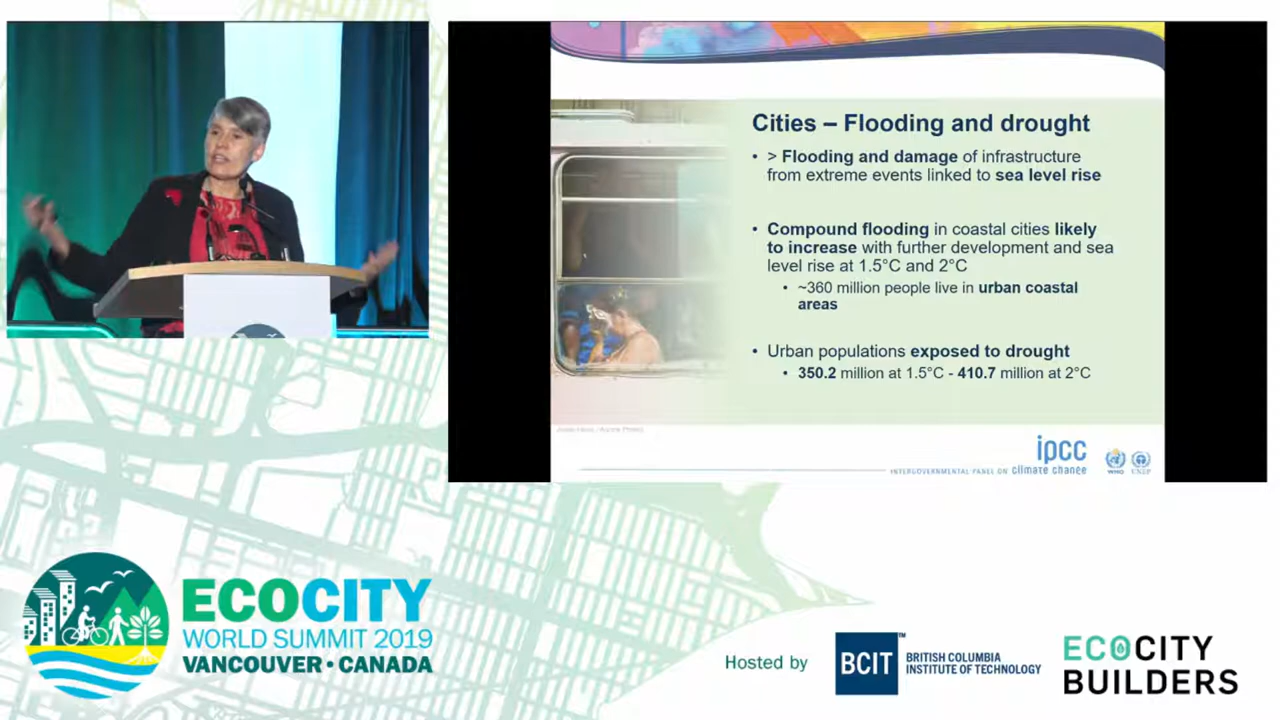 Cities – Flooding and drought
• > Flooding and damage of infrastructure
from extreme events linked to sea level rise
• Compound flooding in coastal cities likely
to increase with further development and sea
level rise at 1.5°C and 2°C
• ~360 million people live in urban coastal
areas
• Urban populations exposed to drought
• 350.2 million at 1.5°C - 410.7 million at 2°C
ipcc
INTERGOVERNMENTAL PANEL ON climate change
WMO UNEP
ECOCITY
WORLD SUMMIT 2019
VANCOUVER • CANADA
Hosted by
BCIT™
BRITISH COLUMBIA
INSTITUTE OF TECHNOLOGY
ECOCITY
BUILDERS